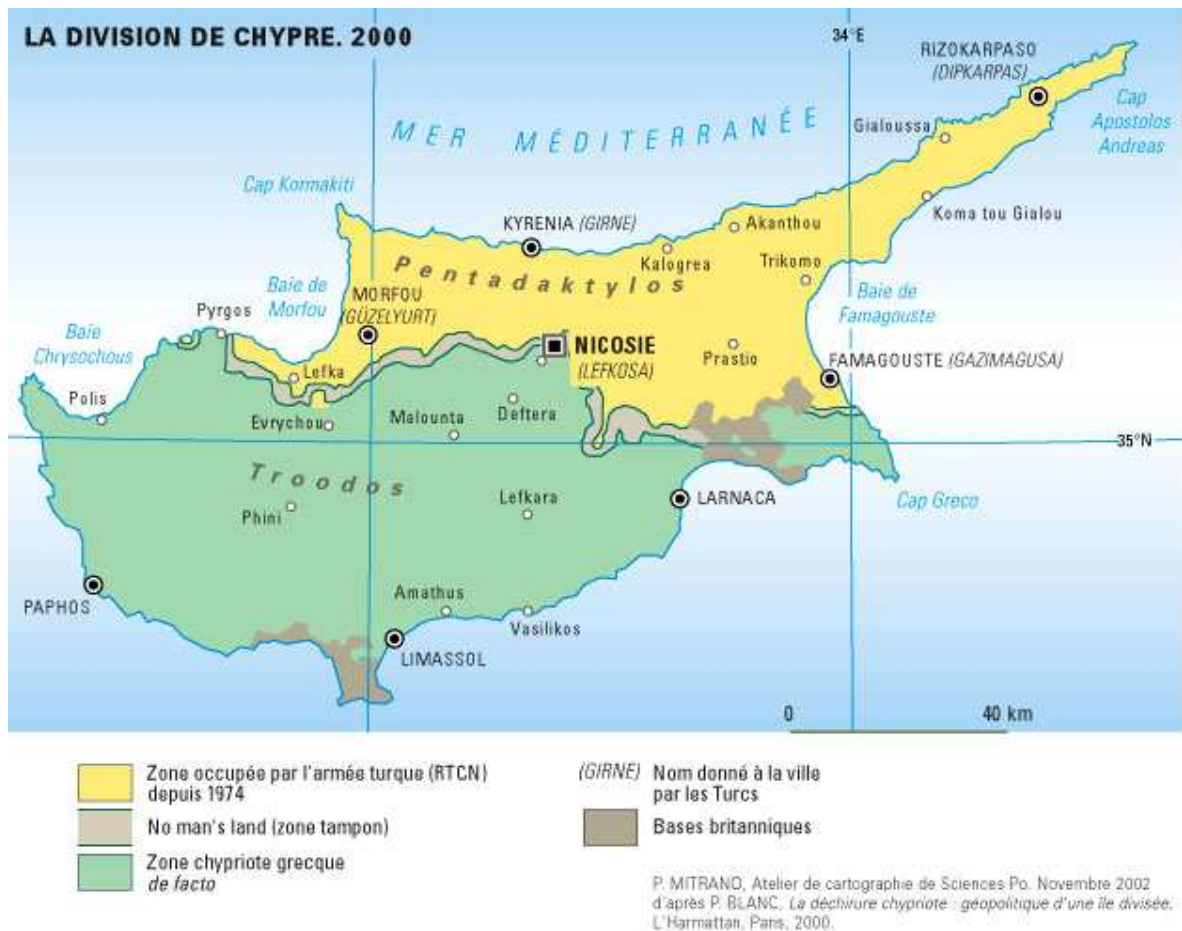 LA DIVISION DE CHYPRE. 2000
34°E
RIZOKARPASO
(DIPKARPAS)
Cap
Apostolos
Andreas
MER MÉDITERRANÉE
Gialoussa
Cap Kormakiti
Koma tou Gialou
KYRENIA (GIRNE)
Akanthou
Kalogrea
Trikomo
Pentadaktylos
Baie de
Morfou
MORFOU
(GÜZELYURT)
Baie de
Famagouste
Pyrgos
Baie
Chrysochous
NICOSIE
(LEFKOSA)
Prastio
FAMAGOUSTE (GAZIMAGUSA)
Lefka
Polis
Evrychou
Malounta
Deftera
35°N
Troodos
Phini
Lefkara
LARNACA
Cap Greco
PAPHOS
Amathus
Vasilikos
LIMASSOL
0 40 km
Zone occupée par l'armée turque (RTCN)
depuis 1974
No man's land (zone tampon)
Zone chypriote grecque
de facto
(GIRNE) Nom donné à la ville
par les Turcs
Bases britanniques
P. MITRANO, Atelier de cartographie de Sciences Po. Novembre 2002
d'après P. BLANC, La déchirure chypriote : géopolitique d'une île divisée,
L'Harmattan, Paris, 2000.